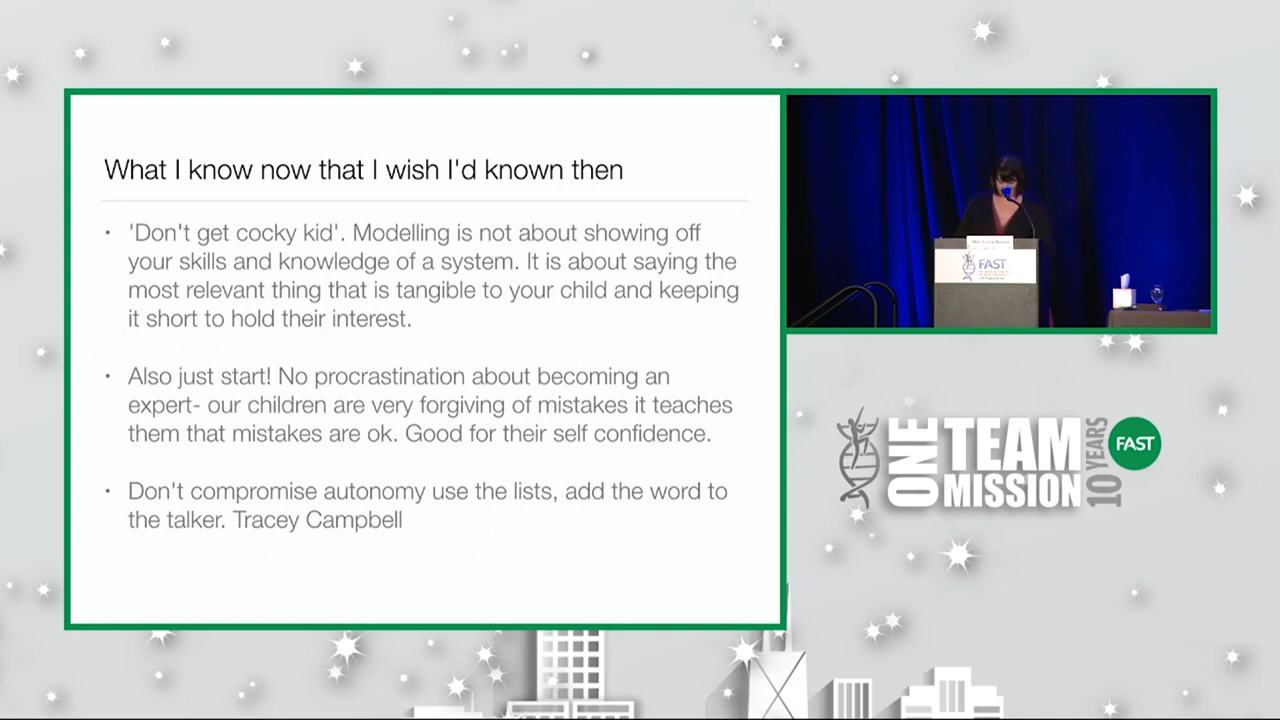 What I know now that I wish I'd known then
• 'Don't get cocky kid'. Modelling is not about showing off
your skills and knowledge of a system. It is about saying the
most relevant thing that is tangible to your child and keeping
it short to hold their interest.
• Also just start! No procrastination about becoming an
expert- our children are very forgiving of mistakes it teaches
them that mistakes are ok. Good for their self confidence.
• Don't compromise autonomy use the lists, add the word to
the talker. Tracey Campbell
FAST
ONE
TEAM
MISSION
10 YEARS
FAST